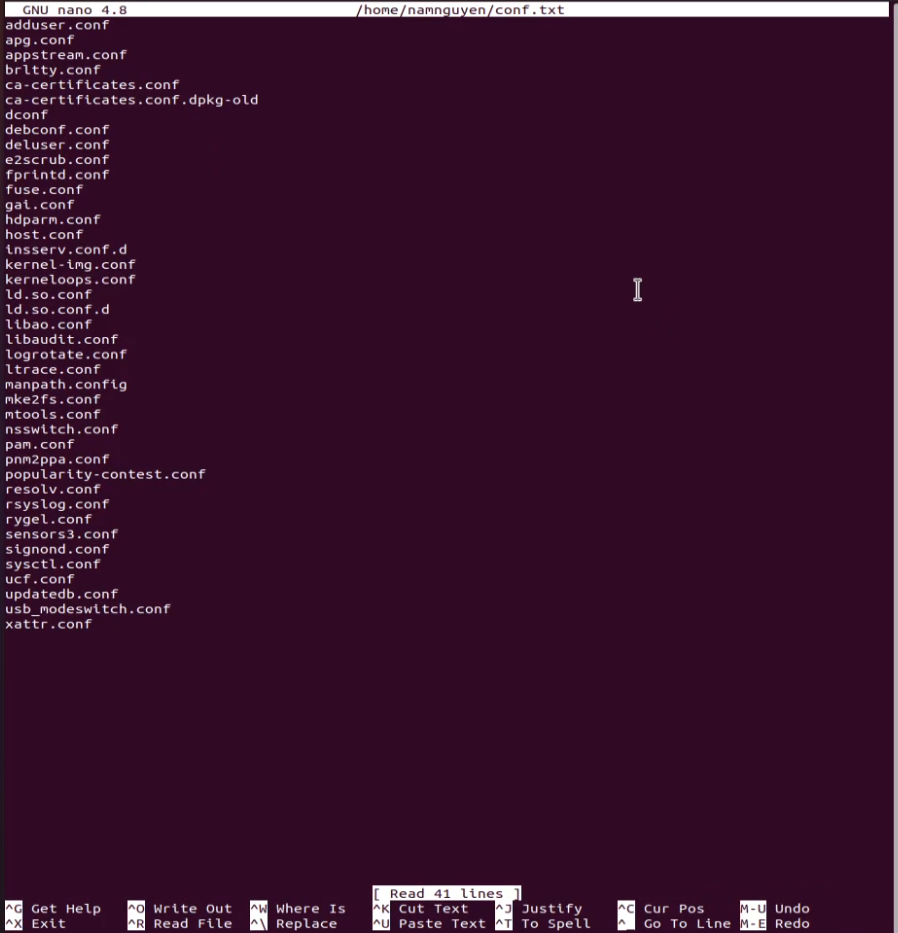 GNU nano 4.8 /home/namnguyen/conf.txt
adduser.conf
apg.conf
appstream.conf
brltty.conf
ca-certificates.conf
ca-certificates.conf.dpkg-old
dconf
debconf.conf
deluser.conf
e2scrub.conf
fprintd.conf
fuse.conf
gai.conf
hdparm.conf
host.conf
insserv.conf.d
kernel-img.conf
kerneloops.conf
ld.so.conf
ld.so.conf.d
libao.conf
libaudit.conf
logrotate.conf
ltrace.conf
manpath.config
mke2fs.conf
mtools.conf
nsswitch.conf
pam.conf
pnm2ppa.conf
popularity-contest.conf
resolv.conf
rsyslog.conf
rygel.conf
sensors3.conf
signond.conf
sysctl.conf
ucf.conf
updatedb.conf
usb_modeswitch.conf
xattr.conf
[ Read 41 lines ]
^G Get Help ^O Write Out ^W Where Is ^K Cut Text ^J Justify ^C Cur Pos M-U Undo
^X Exit ^R Read File ^\ Replace ^U Paste Text ^T To Spell ^_ Go To Line M-E Redo